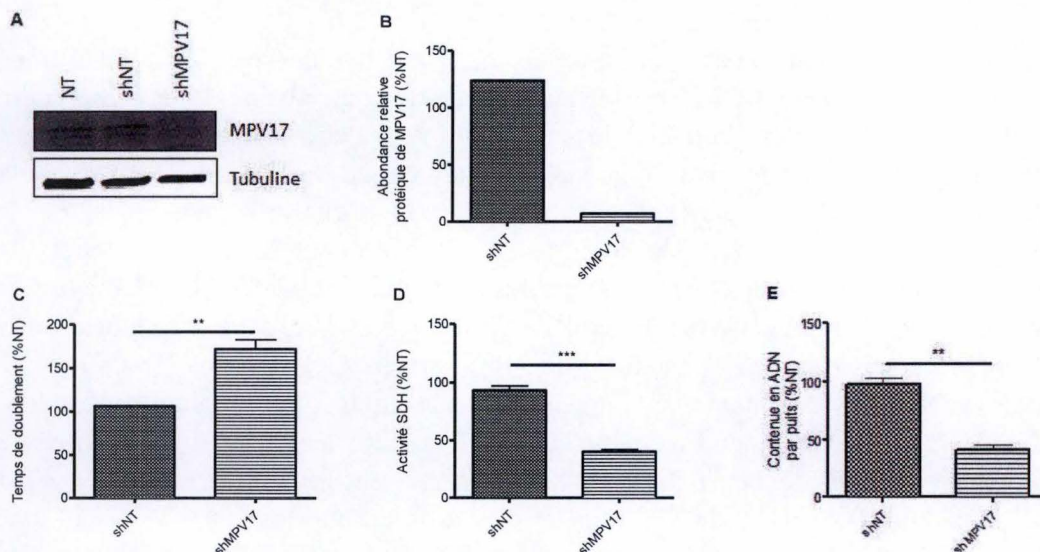 A
NT
shNT
shMPV17
MPV17
Tubuline
B
Abondance relative
protéique de MPV17 (%NT)
150
100
50
0
shNT
shMPV17
C
Temps de doublement (%NT)
200
150
100
50
0
**
shNT
shMPV17
D
Activité SDH (%NT)
150
100
50
0
***
shNT
shMPV17
E
Contenue en ADN
par puits (%NT)
150
100
50
0
**
shNT
shMPV17